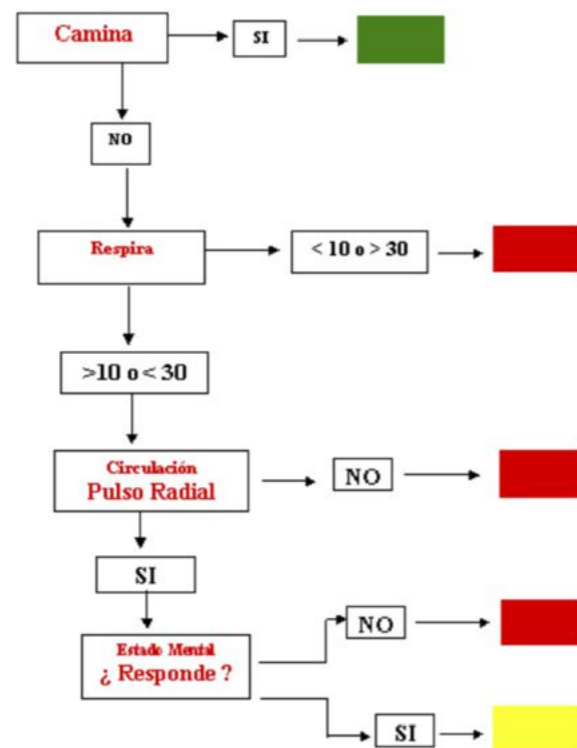 Camina
SI
NO
Respira
< 10 o > 30
>10 o < 30
Circulación
Pulso Radial
NO
SI
Estado Mental
¿ Responde ?
NO
SI